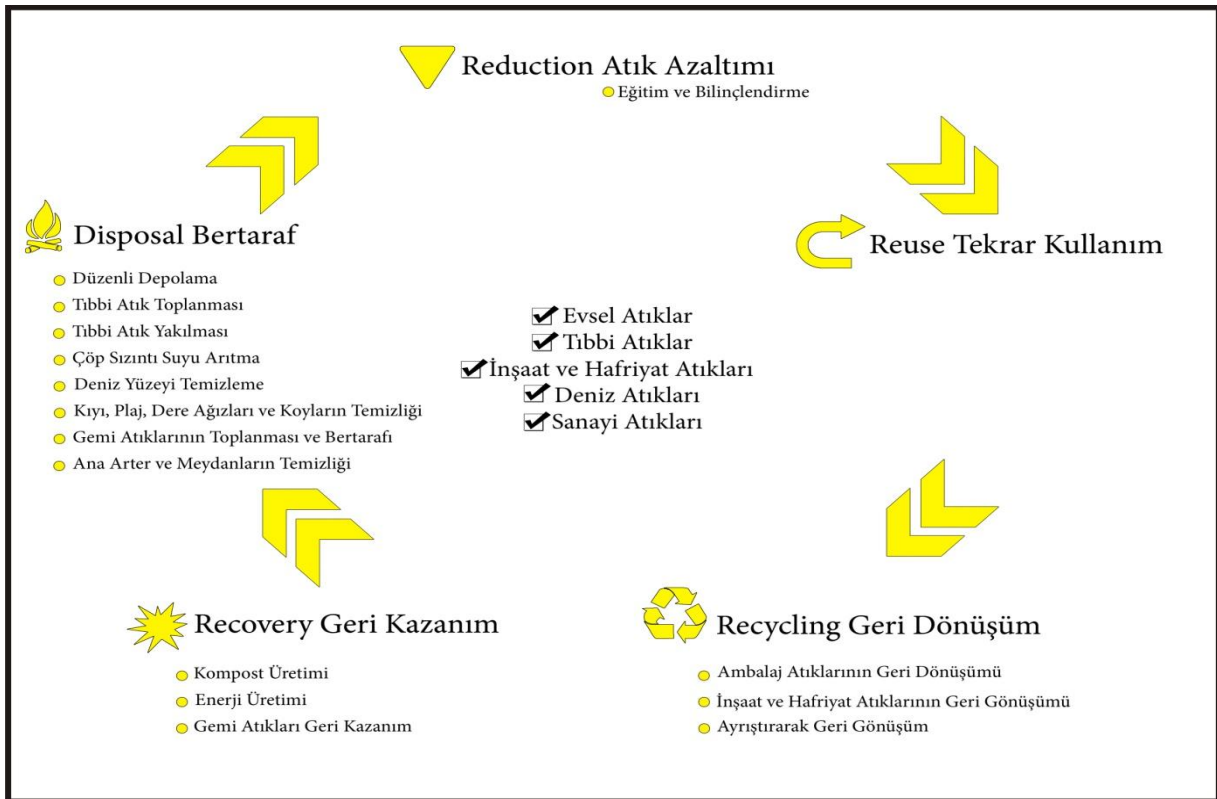 Reduction Atık Azaltımı
Eğitim ve Bilinçlendirme
Disposal Bertaraf
Düzenli Depolama
Tıbbi Atık Toplanması
Tıbbi Atık Yakılması
Çöp Sızıntı Suyu Arıtma
Deniz Yüzeyi Temizleme
Kıyı, Plaj, Dere Ağızları ve Koyların Temizliği
Gemi Atıklarının Toplanması ve Bertarafı
Ana Arter ve Meydanların Temizliği
Reuse Tekrar Kullanım
Evsel Atıklar
Tıbbi Atıklar
İnşaat ve Hafriyat Atıkları
Deniz Atıkları
Sanayi Atıkları
Recovery Geri Kazanım
Kompost Üretimi
Enerji Üretimi
Gemi Atıkları Geri Kazanım
Recycling Geri Dönüşüm
Ambalaj Atıklarının Geri Dönüşümü
İnşaat ve Hafriyat Atıklarının Geri Gönüşümü
Ayrıştırarak Geri Gönüşüm